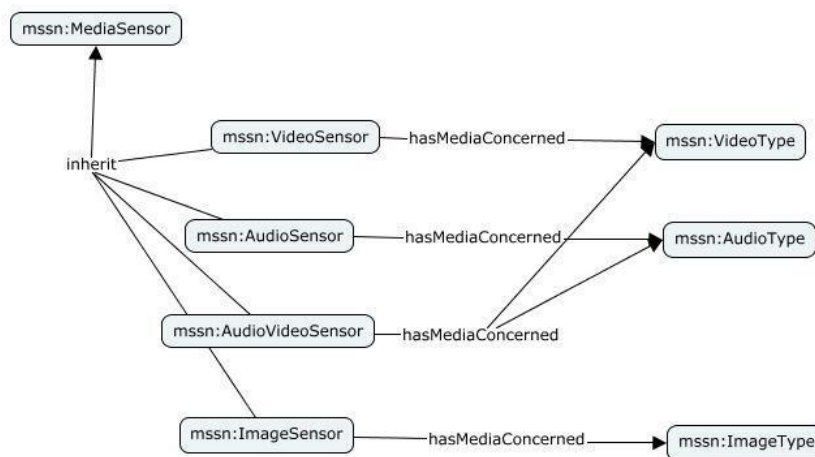 mssn:MediaSensor
mssn:VideoSensor
hasMediaConcerned
mssn:VideoType
inherit
mssn:AudioSensor
hasMediaConcerned
mssn:AudioType
mssn:AudioVideoSensor
hasMediaConcerned
mssn:ImageSensor
hasMediaConcerned
mssn:ImageType